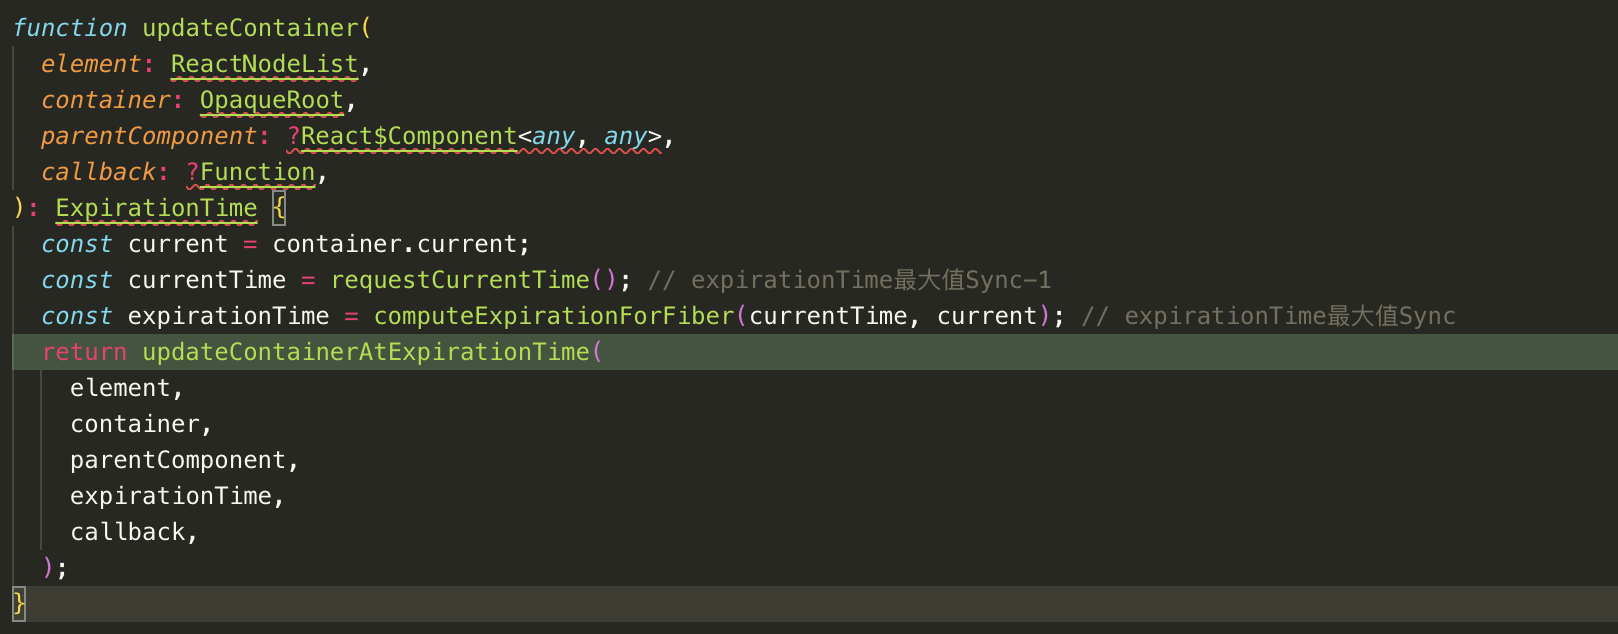 function updateContainer(
element: ReactNodeList,
container: OpaqueRoot,
parentComponent: ?React$Component<any, any>,
callback: ?Function,
): ExpirationTime {
const current = container.current;
const currentTime = requestCurrentTime(); // expirationTime最大值Sync-1
const expirationTime = computeExpirationForFiber(currentTime, current); // expirationTime最大值Sync
return updateContainerAtExpirationTime(
element,
container,
parentComponent,
expirationTime,
callback,
);
}